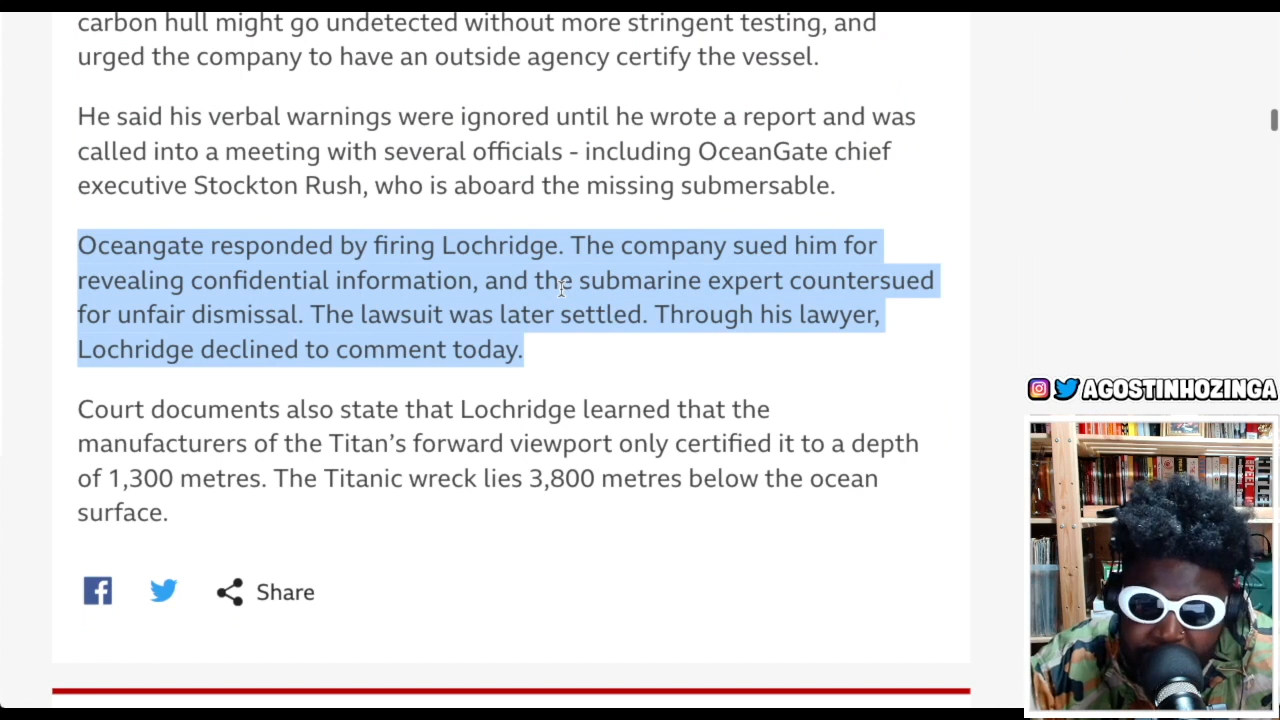 carbon hull might go undetected without more stringent testing, and
urged the company to have an outside agency certify the vessel.
He said his verbal warnings were ignored until he wrote a report and was
called into a meeting with several officials - including OceanGate chief
executive Stockton Rush, who is aboard the missing submersable.
Oceangate responded by firing Lochridge. The company sued him for
revealing confidential information, and the submarine expert countersued
for unfair dismissal. The lawsuit was later settled. Through his lawyer,
Lochridge declined to comment today.
Court documents also state that Lochridge learned that the
manufacturers of the Titan’s forward viewport only certified it to a depth
of 1,300 metres. The Titanic wreck lies 3,800 metres below the ocean
surface.
Share
AGOSTINHOZINGA